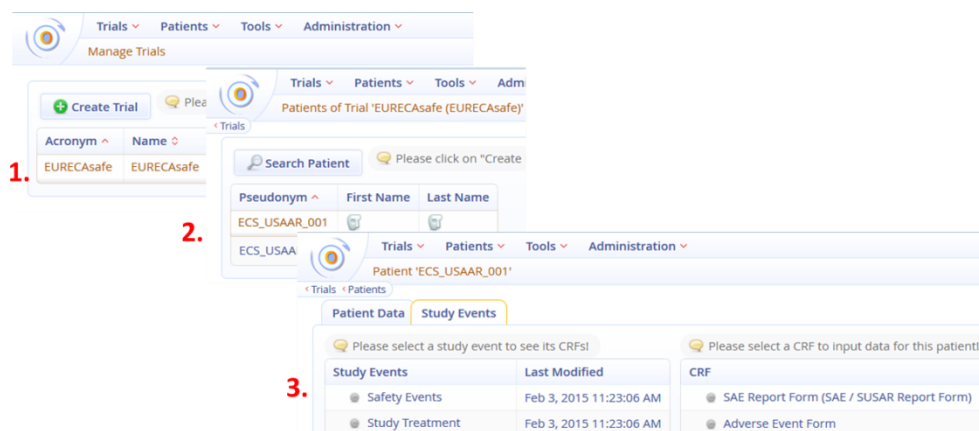 Trials Patients Tools Administration
Manage Trials
Create Trial Plea
Acronym Name
1. EURECAsafe EURECAsafe
Trials Patients Tools Admi
Patients of Trial 'EURECAsafe (EURECAsafe)'
Trials
Search Patient Please click on "Create
Pseudonym First Name Last Name
2. ECS_USAAR_001
ECS_USAA
Trials Patients Tools Administration
Patient 'ECS_USAAR_001'
Trials Patients
Patient Data Study Events
Please select a study event to see its CRFs! Please select a CRF to input data for this patient!
Study Events Last Modified CRF
3. Safety Events Feb 3, 2015 11:23:06 AM SAE Report Form (SAE / SUSAR Report Form)
Study Treatment Feb 3, 2015 11:23:06 AM Adverse Event Form